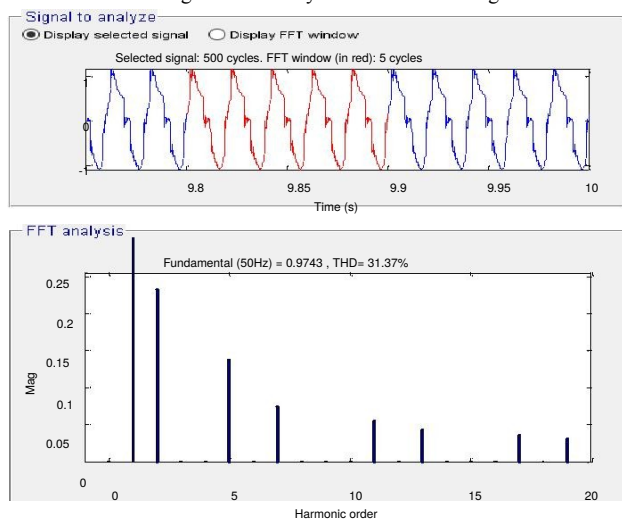 Signal to analyze
Display selected signal Display FFT window
Selected signal: 500 cycles. FFT window (in red): 5 cycles
1
0
-1
9.8 9.85 9.9 9.95 10
Time (s)
FFT analysis
Fundamental (50Hz) = 0.9743 , THD= 31.37%
0.25
0.2
0.15
0.1
0.05
0
Mag
0 5 10 15 20
Harmonic order